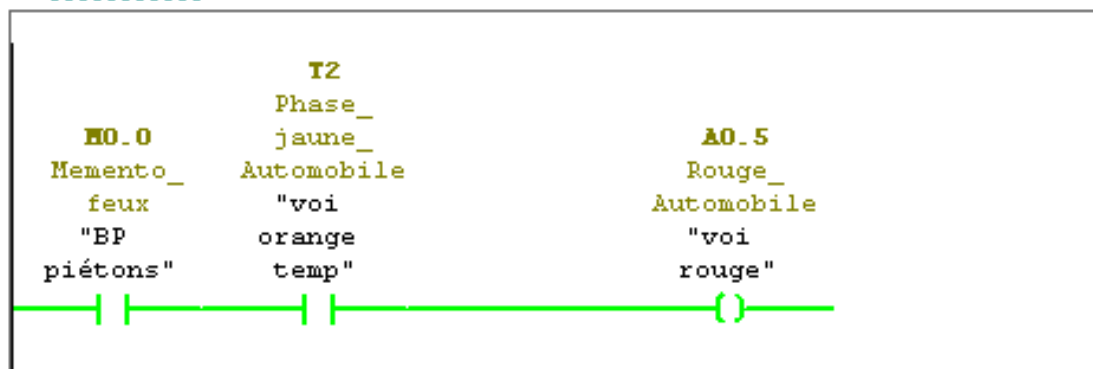 T2
Phase_
M0.0 jaune_ A0.5
Memento_ Automobile Rouge_
feux "voi Automobile
"BP orange "voi
piétons" temp" rouge"